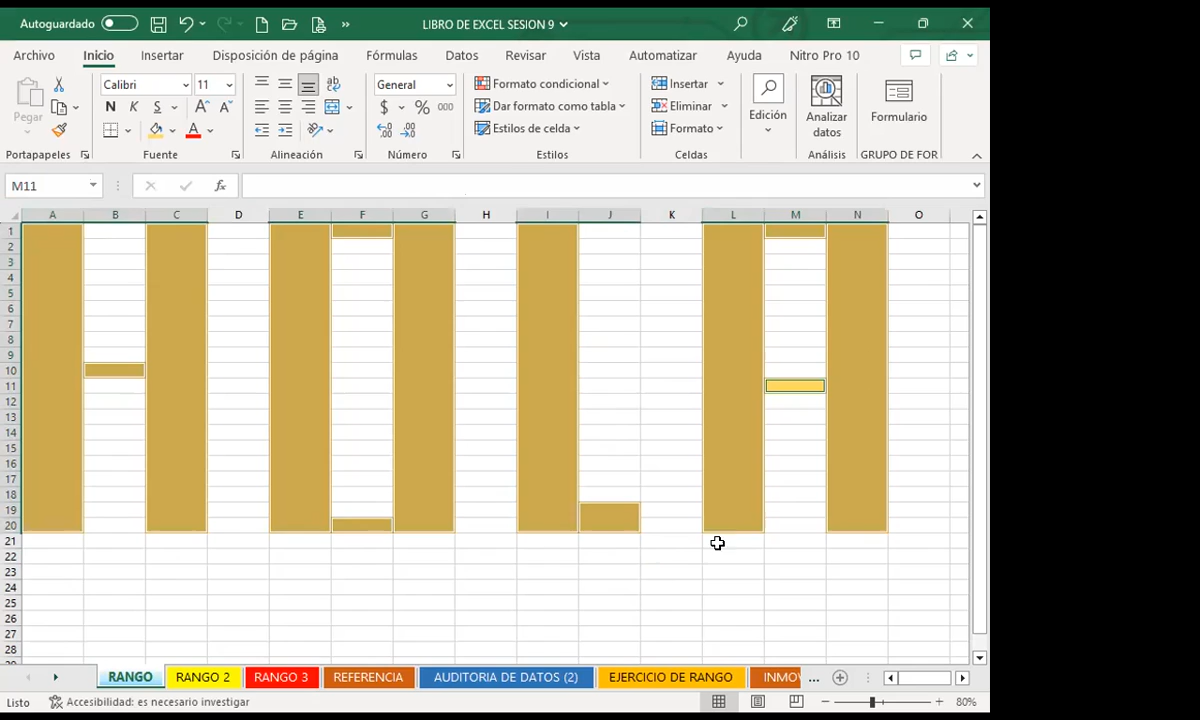 Autoguardado LIBRO DE EXCEL SESION 9
Archivo Inicio Insertar Disposición de página Fórmulas Datos Revisar Vista Automatizar Ayuda Nitro Pro 10
Pegar Calibri 11 General Formato condicional Insertar
N K S $ % 000 Dar formato como tabla Eliminar Edición Analizar datos Formulario
Estilos de celda Formato
Portapapeles Fuente Alineación Número Estilos Celdas Análisis GRUPO DE FOR
M11 fx
A B C D E F G H I J K L M N O
1
2
3
4
5
6
7
8
9
10
11
12
13
14
15
16
17
18
19
20
21
22
23
24
25
26
27
28
RANGO RANGO 2 RANGO 3 REFERENCIA AUDITORIA DE DATOS (2) EJERCICIO DE RANGO ...
Listo Accesibilidad: es necesario investigar 80%